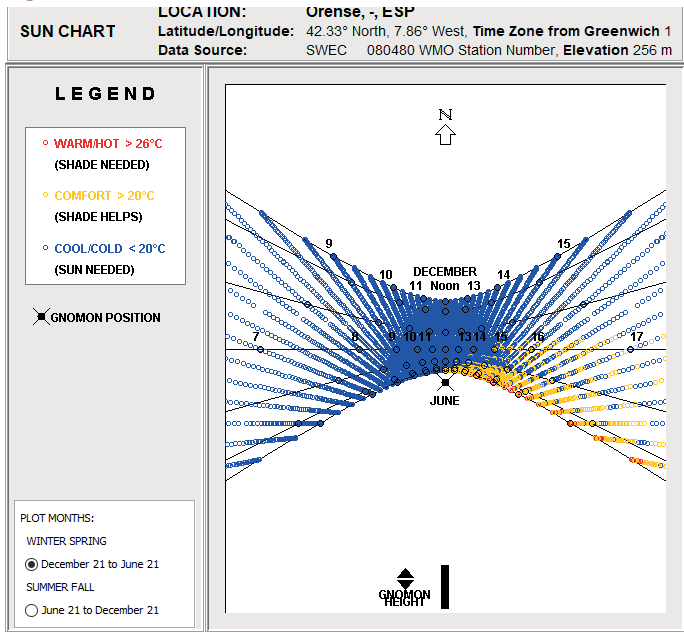 SUN CHART
LOCATION: Orense, -, ESP
Latitude/Longitude: 42.33° North, 7.86° West, Time Zone from Greenwich 1
Data Source: SWEC 080480 WMO Station Number, Elevation 256 m
LEGEND
WARM/HOT > 26°C
(SHADE NEEDED)
COMFORT > 20°C
(SHADE HELPS)
COOL/COLD < 20°C
(SUN NEEDED)
GNOMON POSITION
PLOT MONTHS:
WINTER SPRING
December 21 to June 21
SUMMER FALL
June 21 to December 21
N
9 15
10 DECEMBER 14
11 Noon 13
7 8 9 10 11 13 14 15 16 17
JUNE
GNOMON
HEIGHT